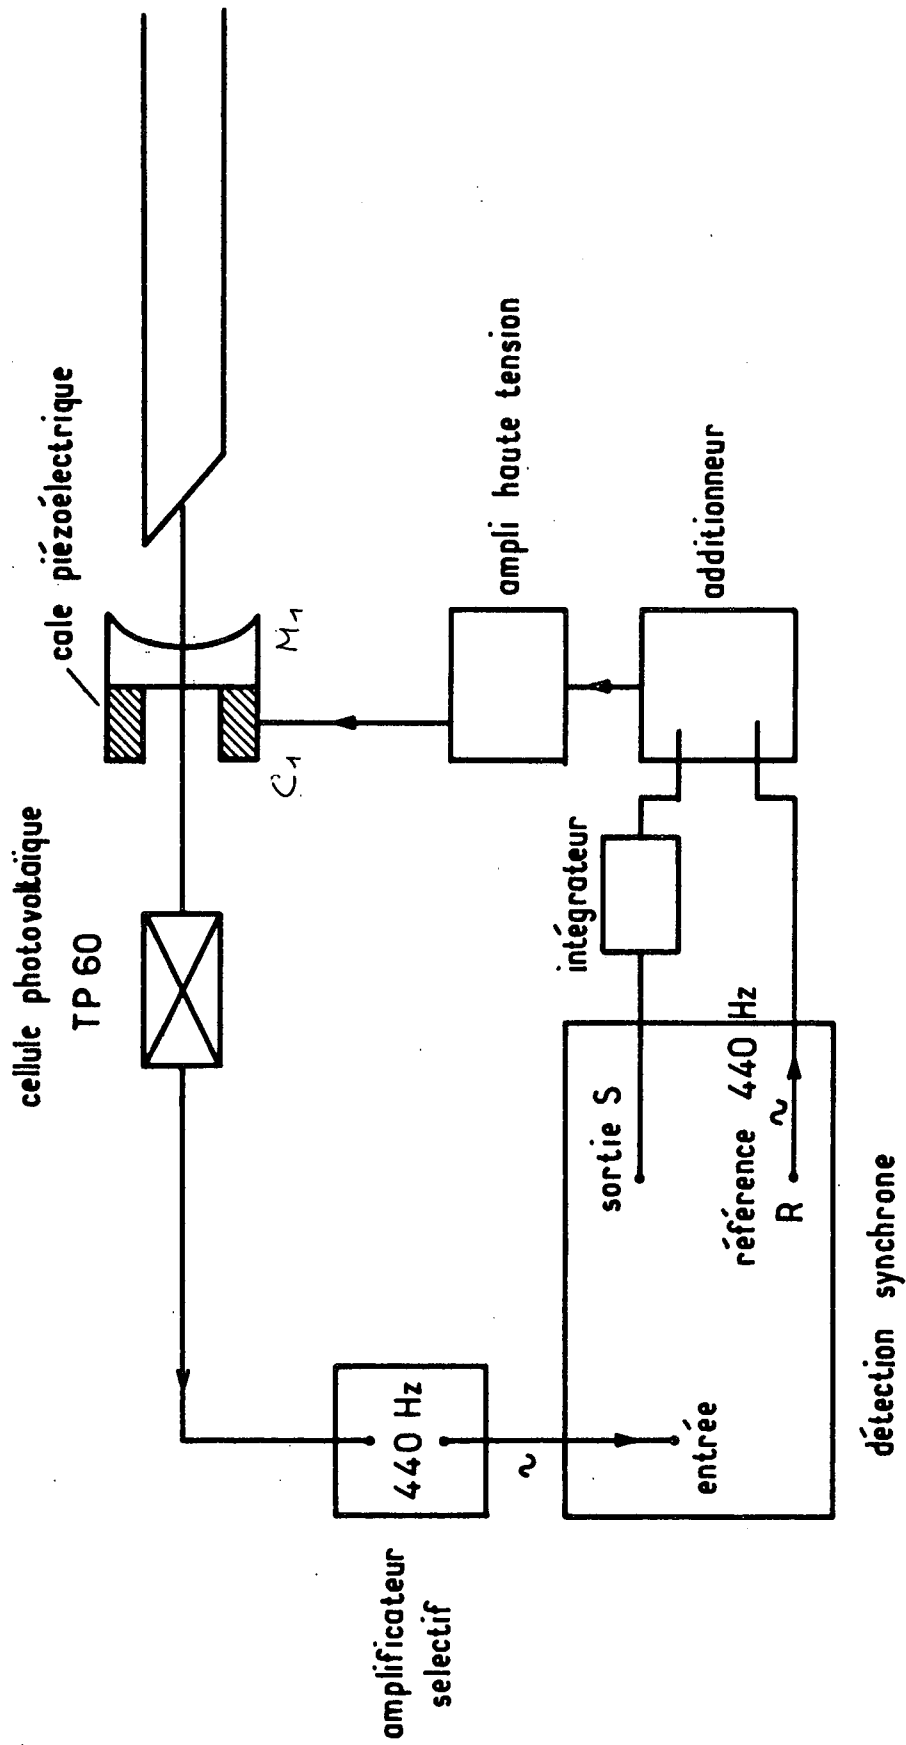 cellule photovoltaïque
TP 60
cale piézoélectrique
C1
M1
amplificateur
selectif
440 Hz
~
entrée
sortie S
référence 440 Hz
R
~
détection synchrone
intégrateur
ampli haute tension
additionneur